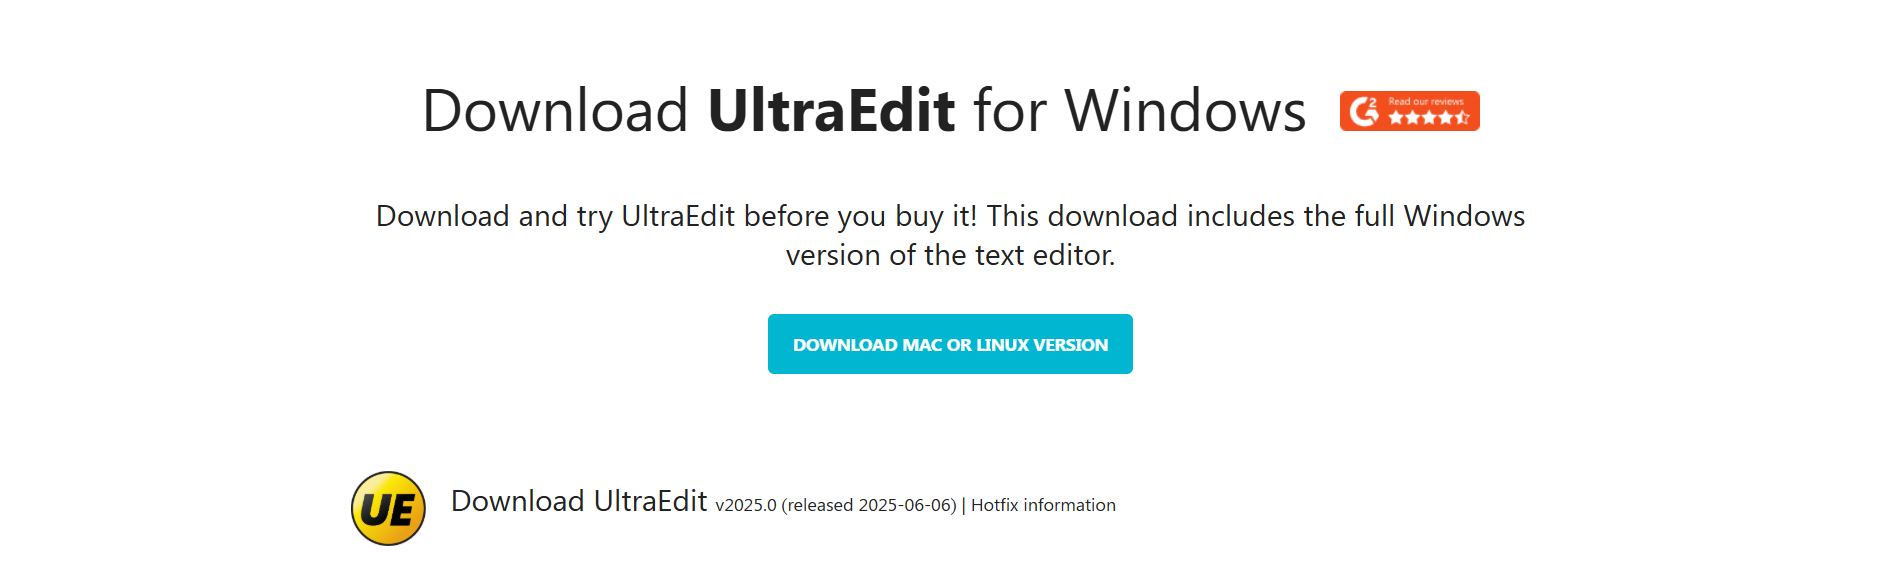 Download UltraEdit for Windows
G2 Read our reviews
Download and try UltraEdit before you buy it! This download includes the full Windows
version of the text editor.
DOWNLOAD MAC OR LINUX VERSION
UE
Download UltraEdit v2025.0 (released 2025-06-06) | Hotfix information